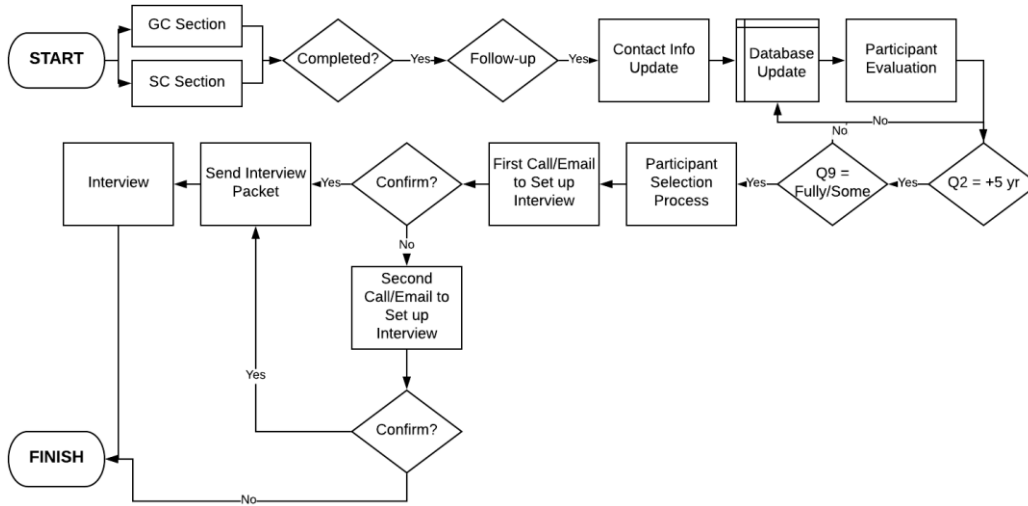 GC Section
START
SC Section
Completed?
Yes
Follow-up
Yes
Contact Info
Update
Database
Update
Participant
Evaluation
No
No
Q2 = +5 yr
Yes
Q9 =
Fully/Some
Yes
Participant
Selection
Process
First Call/Email
to Set up
Interview
Confirm?
Yes
Send Interview
Packet
Interview
No
Second
Call/Email to
Set up
Interview
Yes
Confirm?
FINISH
No